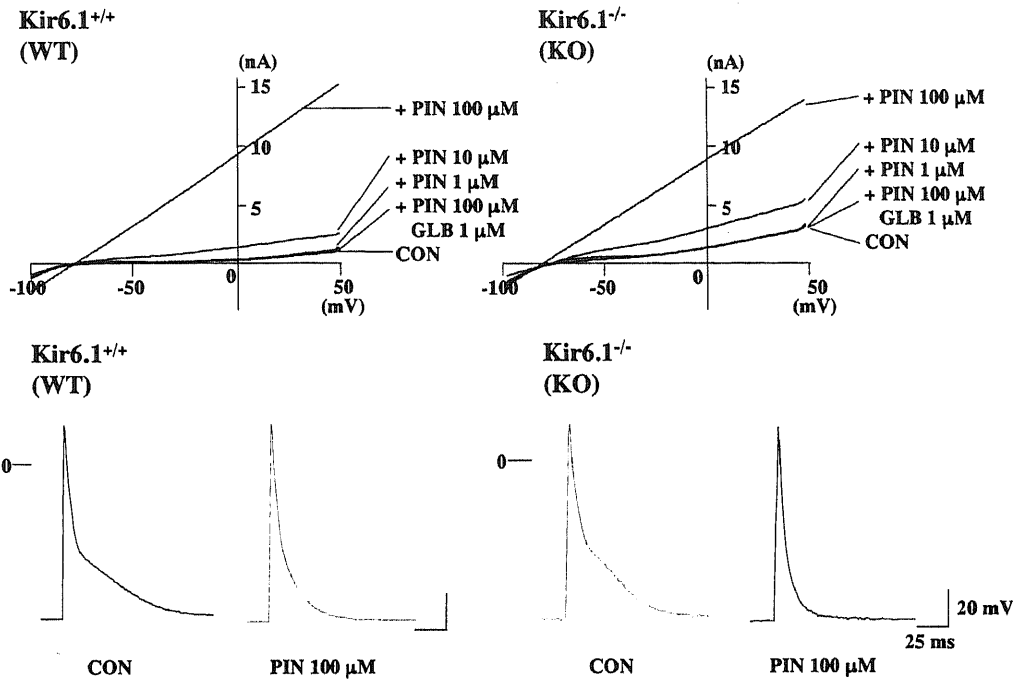 Kir6.1+/+
(WT)
(nA)
15
10
5
0
-100
-50
50
(mV)
+ PIN 100 µM
+ PIN 10 µM
+ PIN 1 µM
+ PIN 100 µM
GLB 1 µM
CON
Kir6.1-/-
(KO)
(nA)
15
10
5
0
-100
-50
50
(mV)
+ PIN 100 µM
+ PIN 10 µM
+ PIN 1 µM
+ PIN 100 µM
GLB 1 µM
CON
Kir6.1+/+
(WT)
0
CON
PIN 100 µM
Kir6.1-/-
(KO)
0
20 mV
25 ms
CON
PIN 100 µM